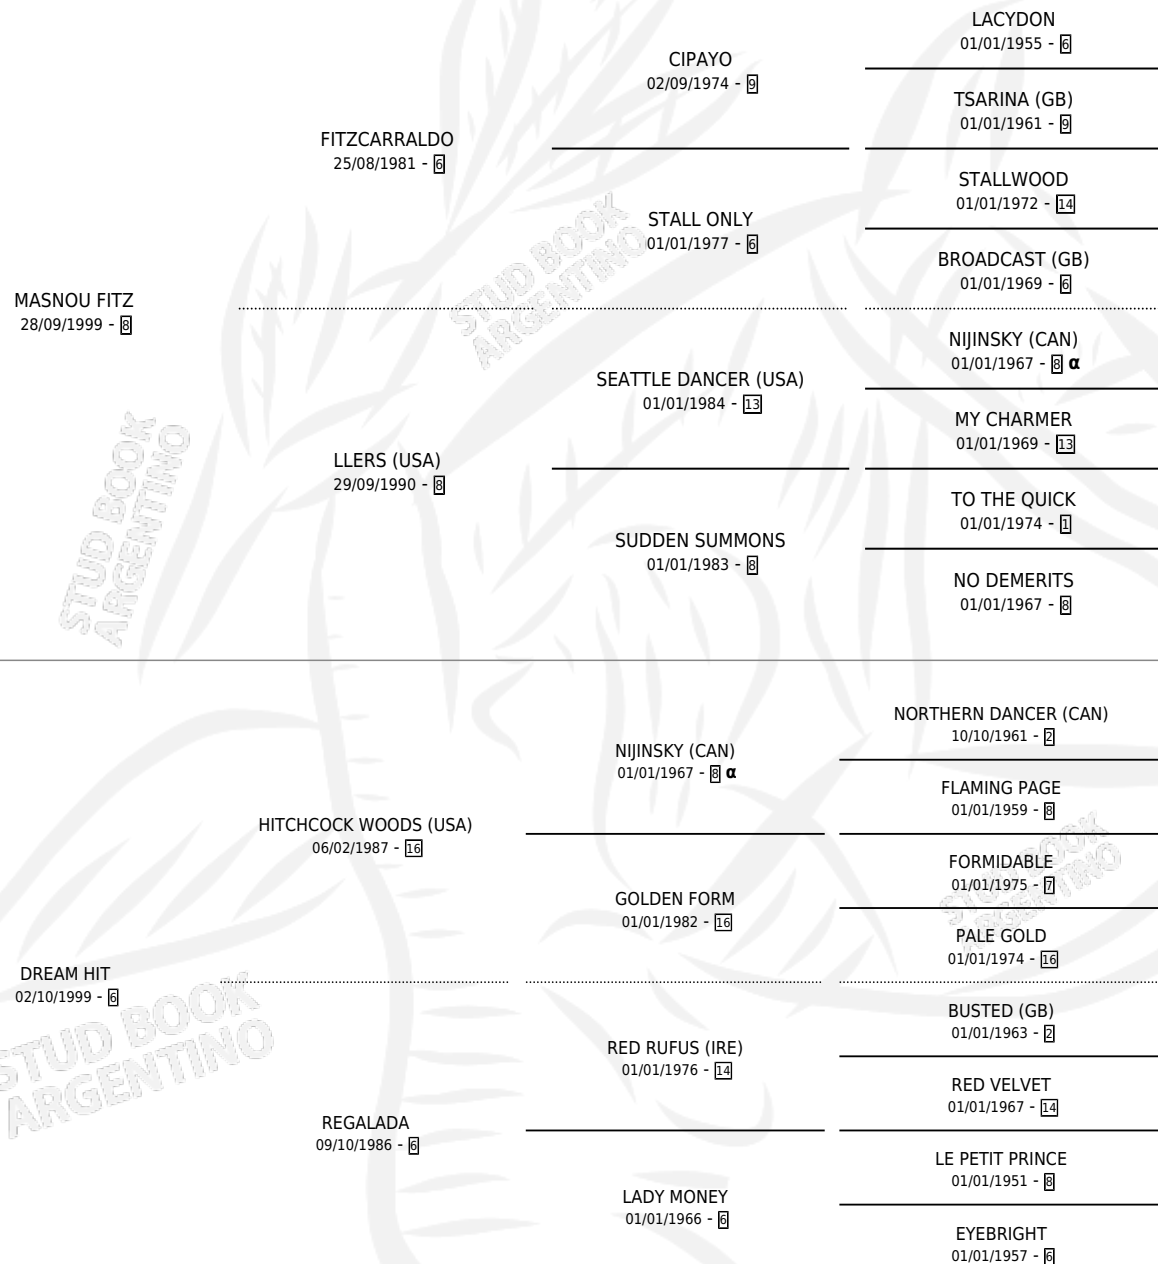 LACYDON
01/01/1955 - 6
CIPAYO
02/09/1974 - 9
TSARINA (GB)
01/01/1961 - 9
FITZCARRALDO
25/08/1981 - 6
STALLWOOD
01/01/1972 - 14
STALL ONLY
01/01/1977 - 6
BROADCAST (GB)
01/01/1969 - 6
MASNOU FITZ
28/09/1999 - 8
NIJINSKY (CAN)
01/01/1967 - 8 α
SEATTLE DANCER (USA)
01/01/1984 - 13
MY CHARMER
01/01/1969 - 13
LLERS (USA)
29/09/1990 - 8
TO THE QUICK
01/01/1974 - 1
SUDDEN SUMMONS
01/01/1983 - 8
NO DEMERITS
01/01/1967 - 8
NORTHERN DANCER (CAN)
10/10/1961 - 2
NIJINSKY (CAN)
01/01/1967 - 8 α
FLAMING PAGE
01/01/1959 - 8
HITCHCOCK WOODS (USA)
06/02/1987 - 16
FORMIDABLE
01/01/1975 - 7
GOLDEN FORM
01/01/1982 - 16
PALE GOLD
01/01/1974 - 16
DREAM HIT
02/10/1999 - 6
BUSTED (GB)
01/01/1963 - 2
RED RUFUS (IRE)
01/01/1976 - 14
RED VELVET
01/01/1967 - 14
REGALADA
09/10/1986 - 6
LE PETIT PRINCE
01/01/1951 - 8
LADY MONEY
01/01/1966 - 6
EYEBRIGHT
01/01/1957 - 6
STUD BOOK
ARGENTINO
STUD BOOK
ARGENTINO
STUD BOOK
ARGENTINO
STUD BOOK
ARGENTINO